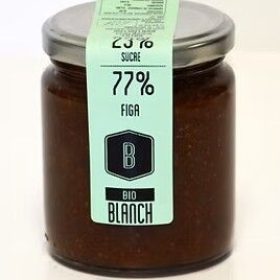 23%
SUCRE
77%
FIGA
B
BIO
BLANCH